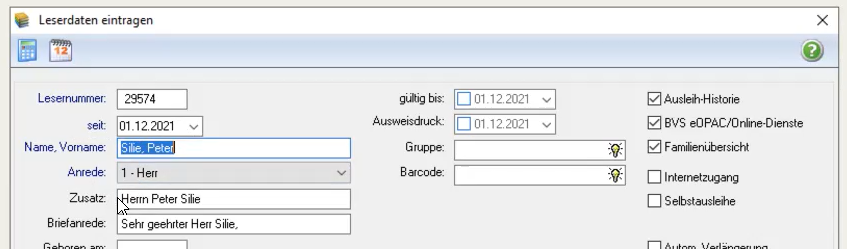 Leserdaten eintragen
12
?
Lesernummer: 29574
seit: 01.12.2021
Name, Vorname: Silie, Peter
Anrede: 1 - Herr
Zusatz: Herrn Peter Silie
Briefanrede: Sehr geehrter Herr Silie,
Geboren am:
gültig bis: 01.12.2021
Ausweisdruck: 01.12.2021
Gruppe:
Barcode:
Ausleih-Historie
BVS eOPAC/Online-Dienste
Familienübersicht
Internetzugang
Selbstausleihe
Autom. Verlängerung